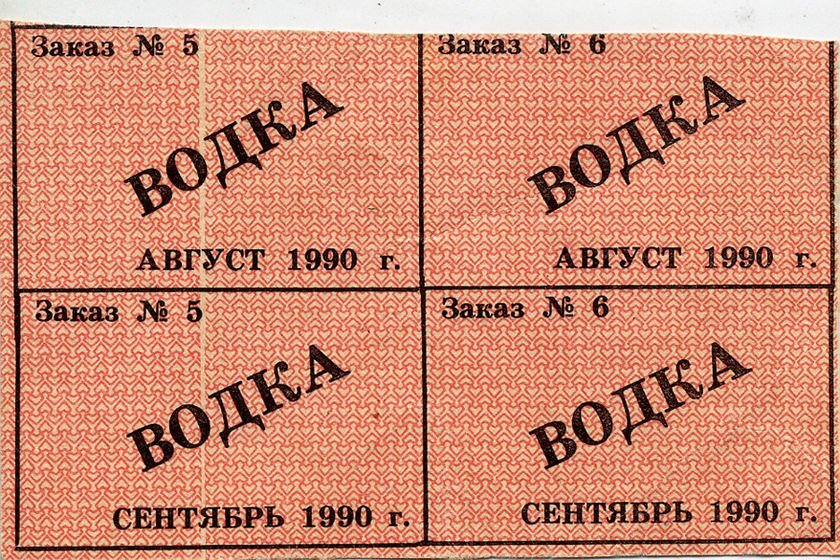 Заказ № 5
ВОДКА
АВГУСТ 1990 г.
Заказ № 6
ВОДКА
АВГУСТ 1990 г.
Заказ № 5
ВОДКА
СЕНТЯБРЬ 1990 г.
Заказ № 6
ВОДКА
СЕНТЯБРЬ 1990 г.